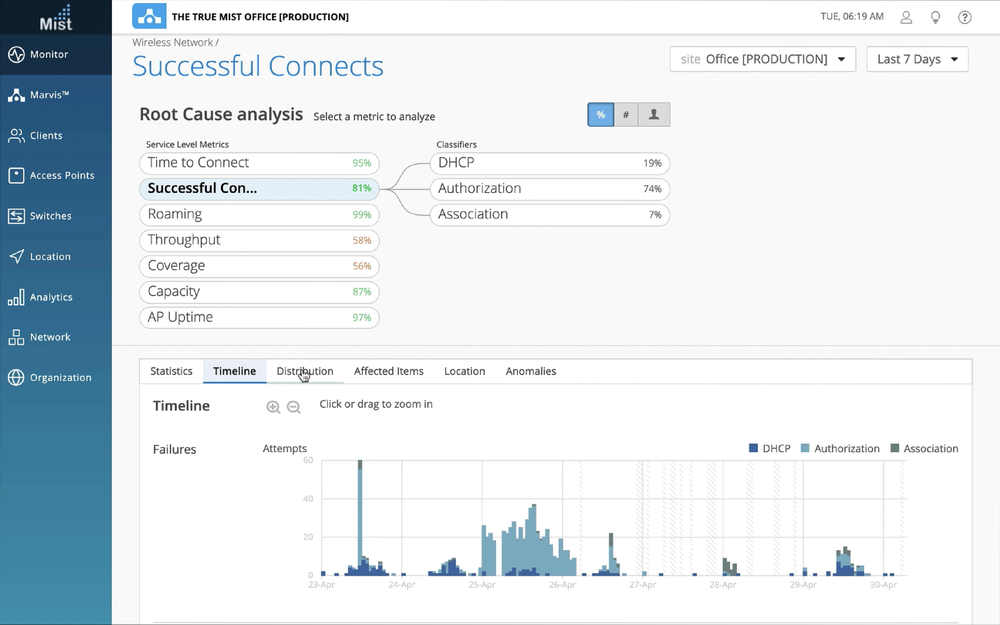 Mist
THE TRUE MIST OFFICE [PRODUCTION]
TUE, 06:19 AM
?
Monitor
Marvis™
Clients
Access Points
Switches
Location
Analytics
Network
Organization
Wireless Network /
Successful Connects
site Office [PRODUCTION]
Last 7 Days
Root Cause analysis Select a metric to analyze
% #
Service Level Metrics
Time to Connect 95%
Successful Con... 81%
Roaming 99%
Throughput 58%
Coverage 56%
Capacity 87%
AP Uptime 97%
Classifiers
DHCP 19%
Authorization 74%
Association 7%
Statistics Timeline Distribution Affected Items Location Anomalies
Timeline Click or drag to zoom in
Failures Attempts DHCP Authorization Association
60
40
20
0
23-Apr 24-Apr 25-Apr 26-Apr 27-Apr 28-Apr 29-Apr 30-Apr